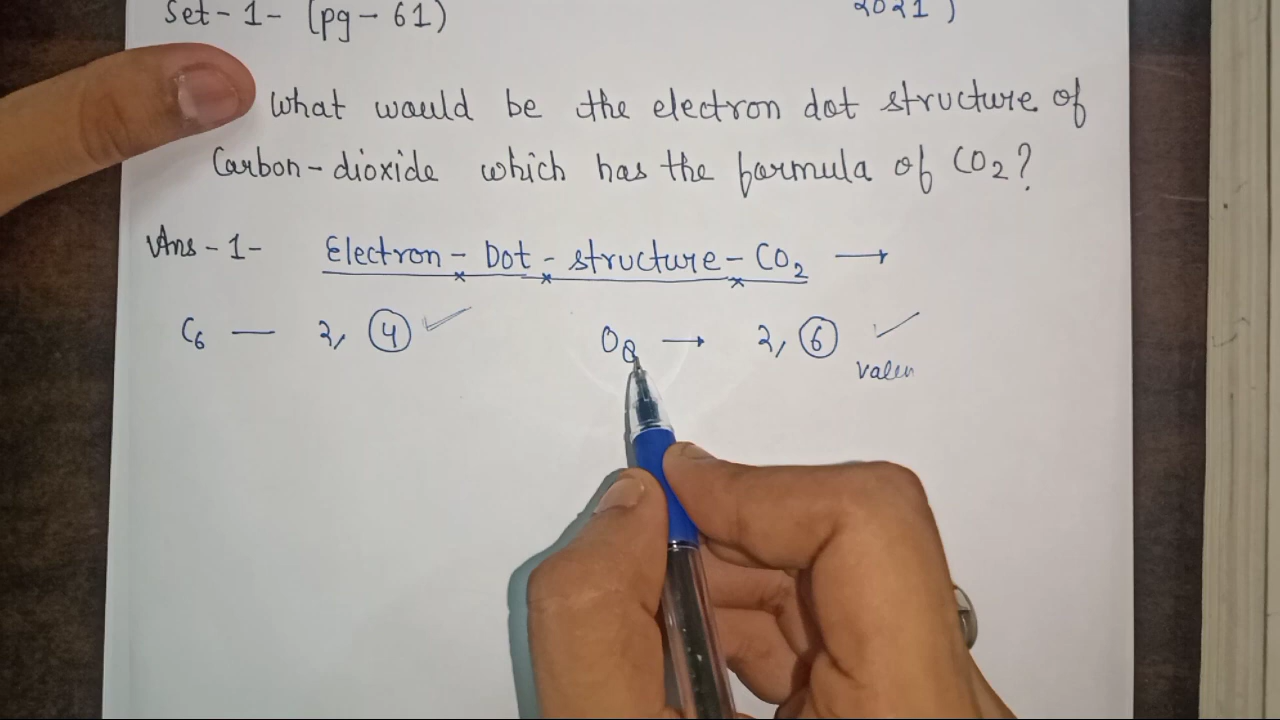 Set-1- (pg-61)
2021)
What would be the electron dot structure of
Carbon-dioxide which has the formula of CO₂?
Ans-1- Electron-Dot-structure-CO₂ →
C₆ — 2, 4 ✓ O₈ → 2, 6 ✓
Valen